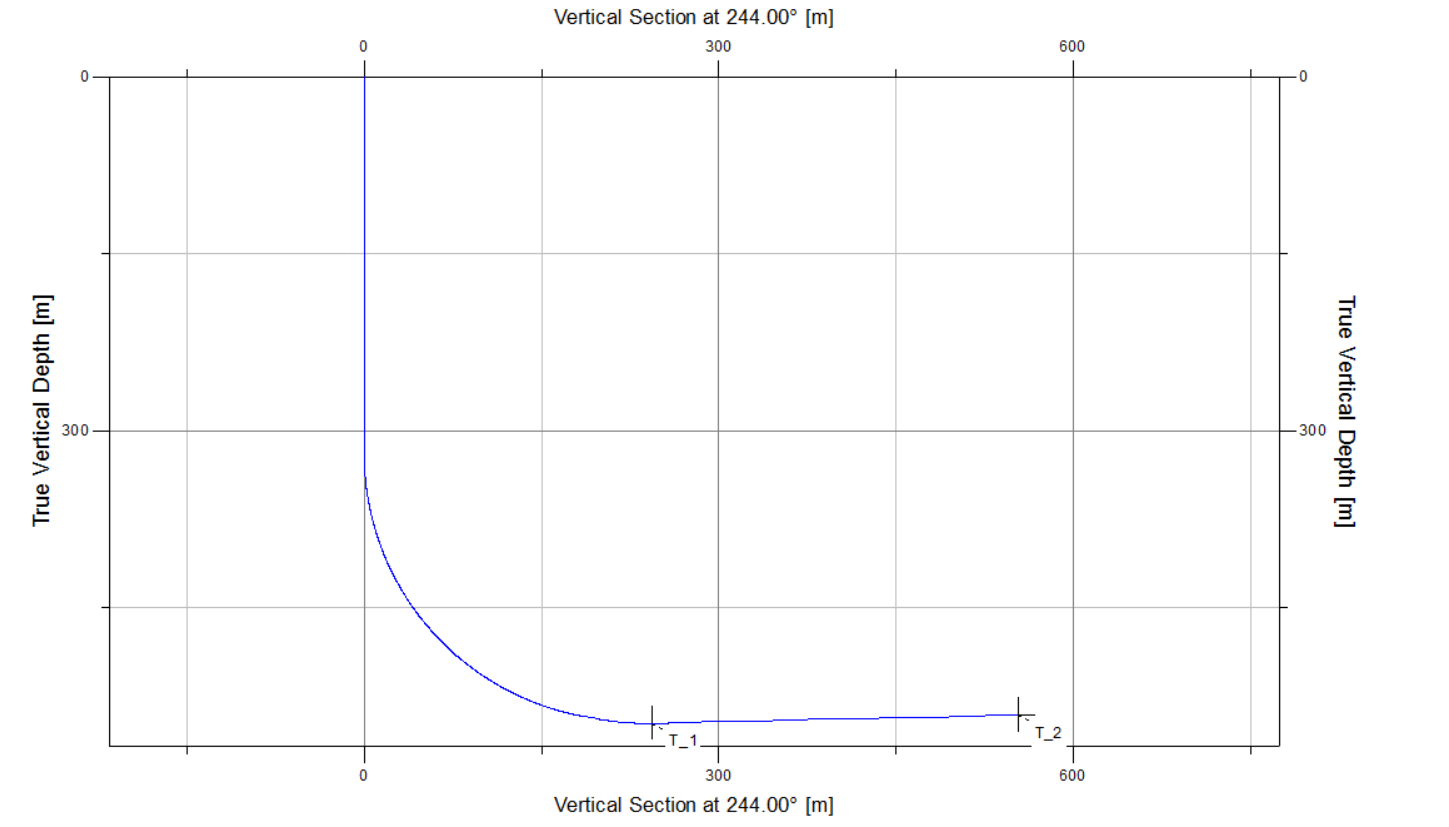 Vertical Section at 244.00° [m]
0
300
600
0
0
True Vertical Depth [m]
300
300
True Vertical Depth [m]
T_1
T_2
0
300
600
Vertical Section at 244.00° [m]